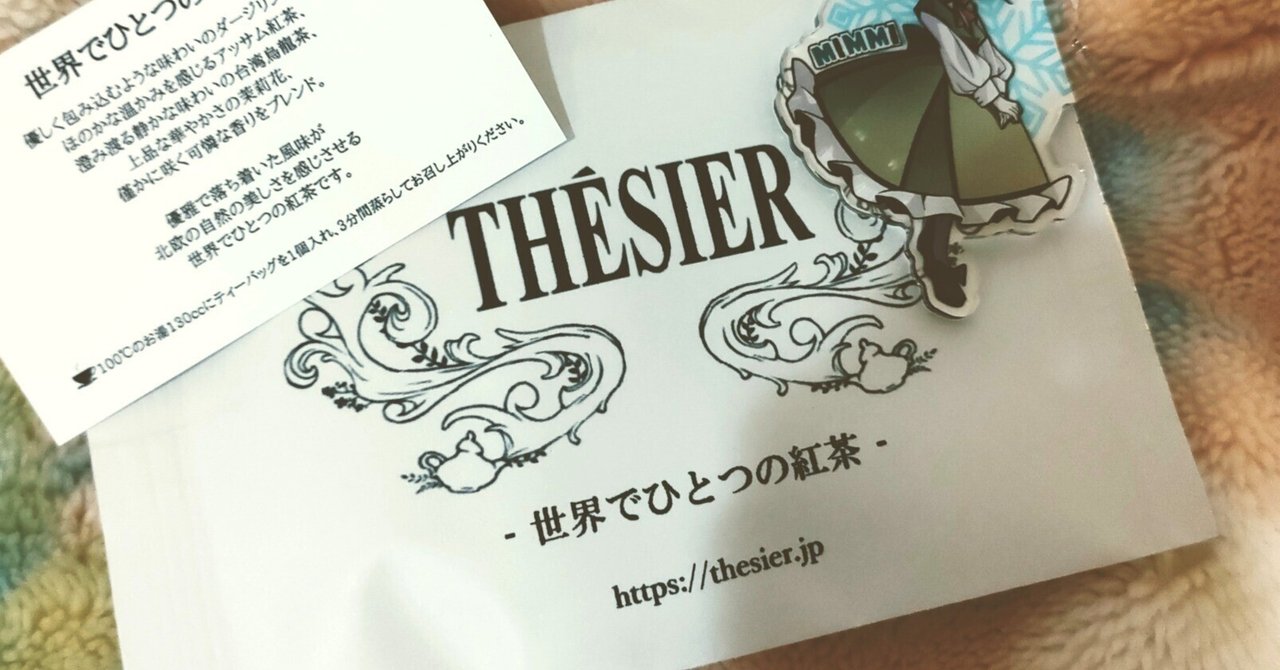 世界でひとつの
優しく包み込むような味わいのダージリン
ほのかな温かみを感じるアッサム紅茶、
澄み渡る静かな味わいの台湾烏龍茶、
上品な華やかさの茉莉花、
僅かに咲く可憐な香りをブレンド。
優雅で落ち着いた風味が
北欧の自然の美しさを感じさせる
世界でひとつの紅茶です。
100℃のお湯130ccにティーバッグを1個入れ、3分間蒸らしてお召し上がりください。
MIMMI
THÉSIER
- 世界でひとつの紅茶 -
https://thesier.jp